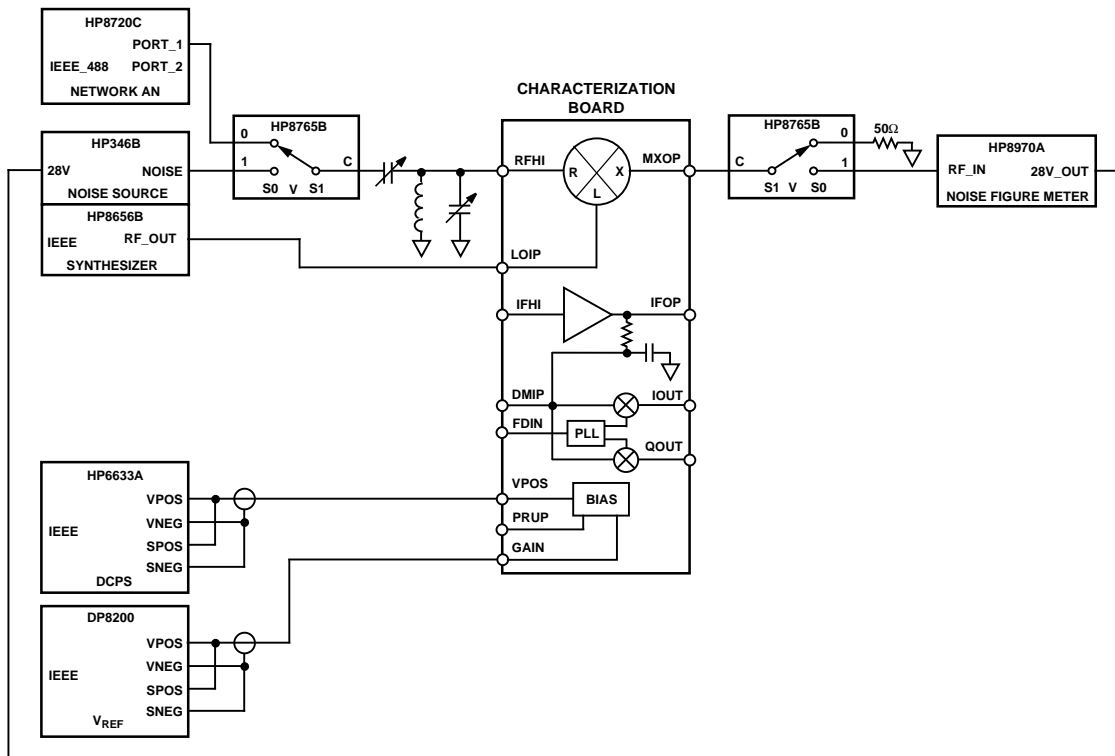 HP8720C
PORT_1
IEEE_488 PORT_2
NETWORK AN
HP346B
28V NOISE
NOISE SOURCE
HP8656B
IEEE RF_OUT
SYNTHESIZER
HP8765B
0
1
C
S0 V S1
CHARACTERIZATION
BOARD
RFHI
R X
L
MXOP
LOIP
IFHI
IFOP
DMIP
IOUT
FDIN
PLL
QOUT
VPOS
BIAS
PRUP
GAIN
HP8765B
0
C
1
S1 V S0
50Ω
HP8970A
RF_IN
28V_OUT
NOISE FIGURE METER
HP6633A
VPOS
VNEG
IEEE
SPOS
SNEG
DCPS
DP8200
VPOS
VNEG
IEEE
SPOS
SNEG
VREF